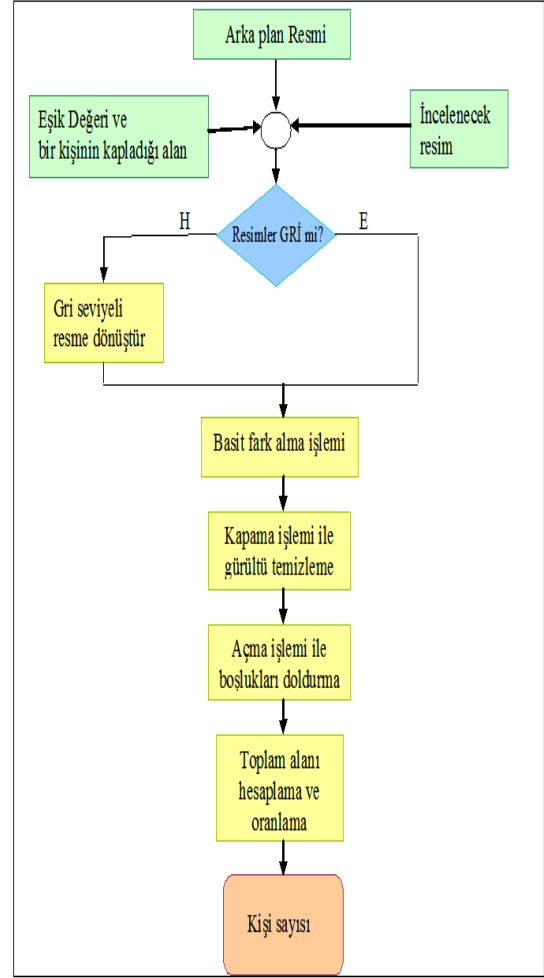 Arka plan Resmi
Eşik Değeri ve
bir kişinin kapladığı alan
İncelenecek
resim
Resimler GRİ mi?
H
E
Gri seviyeli
resme dönüştür
Basit fark alma işlemi
Kapama işlemi ile
gürültü temizleme
Açma işlemi ile
boşlukları doldurma
Toplam alanı
hesaplama ve
oranlama
Kişi sayısı